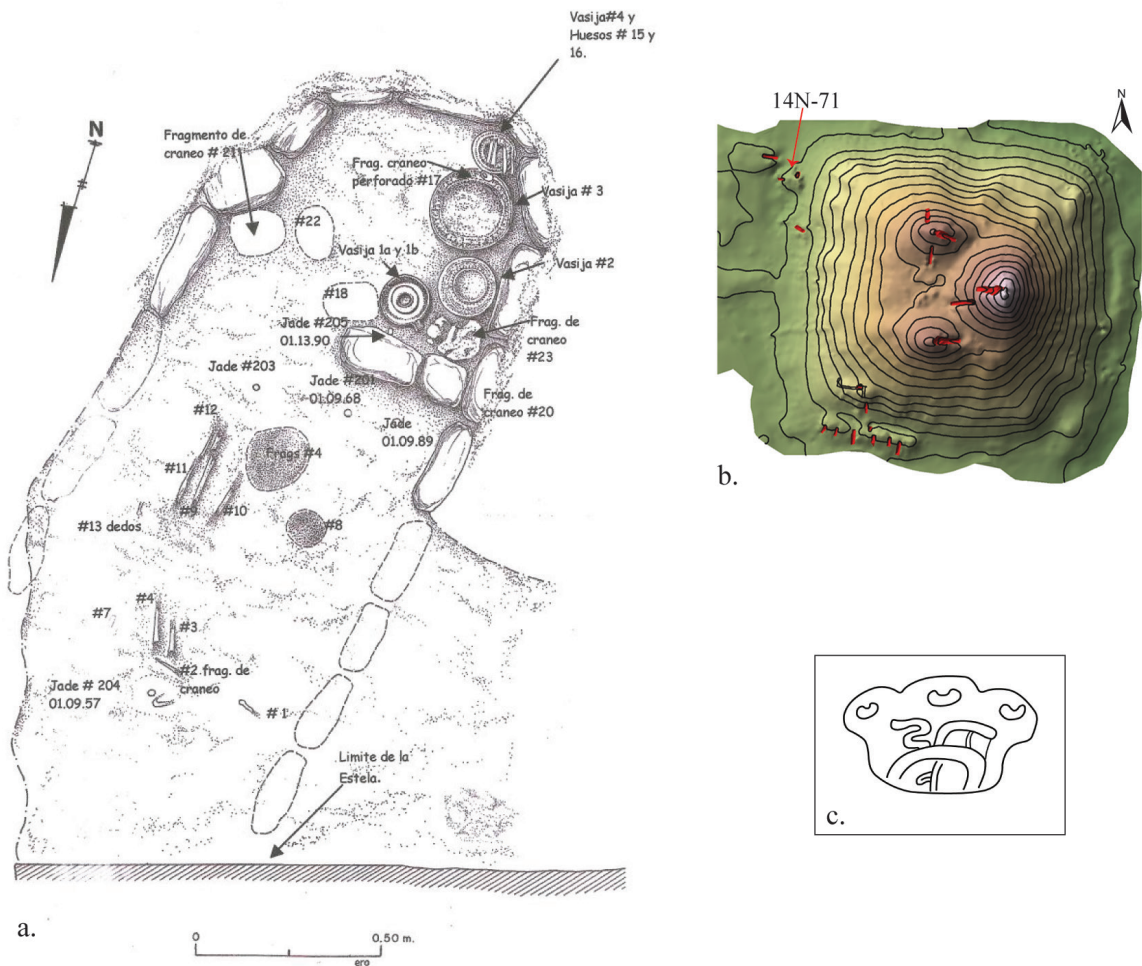 Vasija#4 y
Huesos # 15 y
16.
N
Fragmento de
craneo # 21
Frag. craneo
perforado #17
Vasija # 3
#22
Vasija 1a y 1b
Vasija #2
#18
Jade #205
01.13.90
Frag. de
craneo
#23
Jade #203
Jade #201
01.09.68
Frag. de
craneo #20
Jade
01.09.89
#12
Frags #4
#11
#9
#10
#13 dedos
#8
#4
#7
#3
#2 frag. de
craneo
Jade # 204
01.09.57
# 1
Limite de la
Estela.
a.
0
0.50 m.
ero
14N-71
N
b.
c.